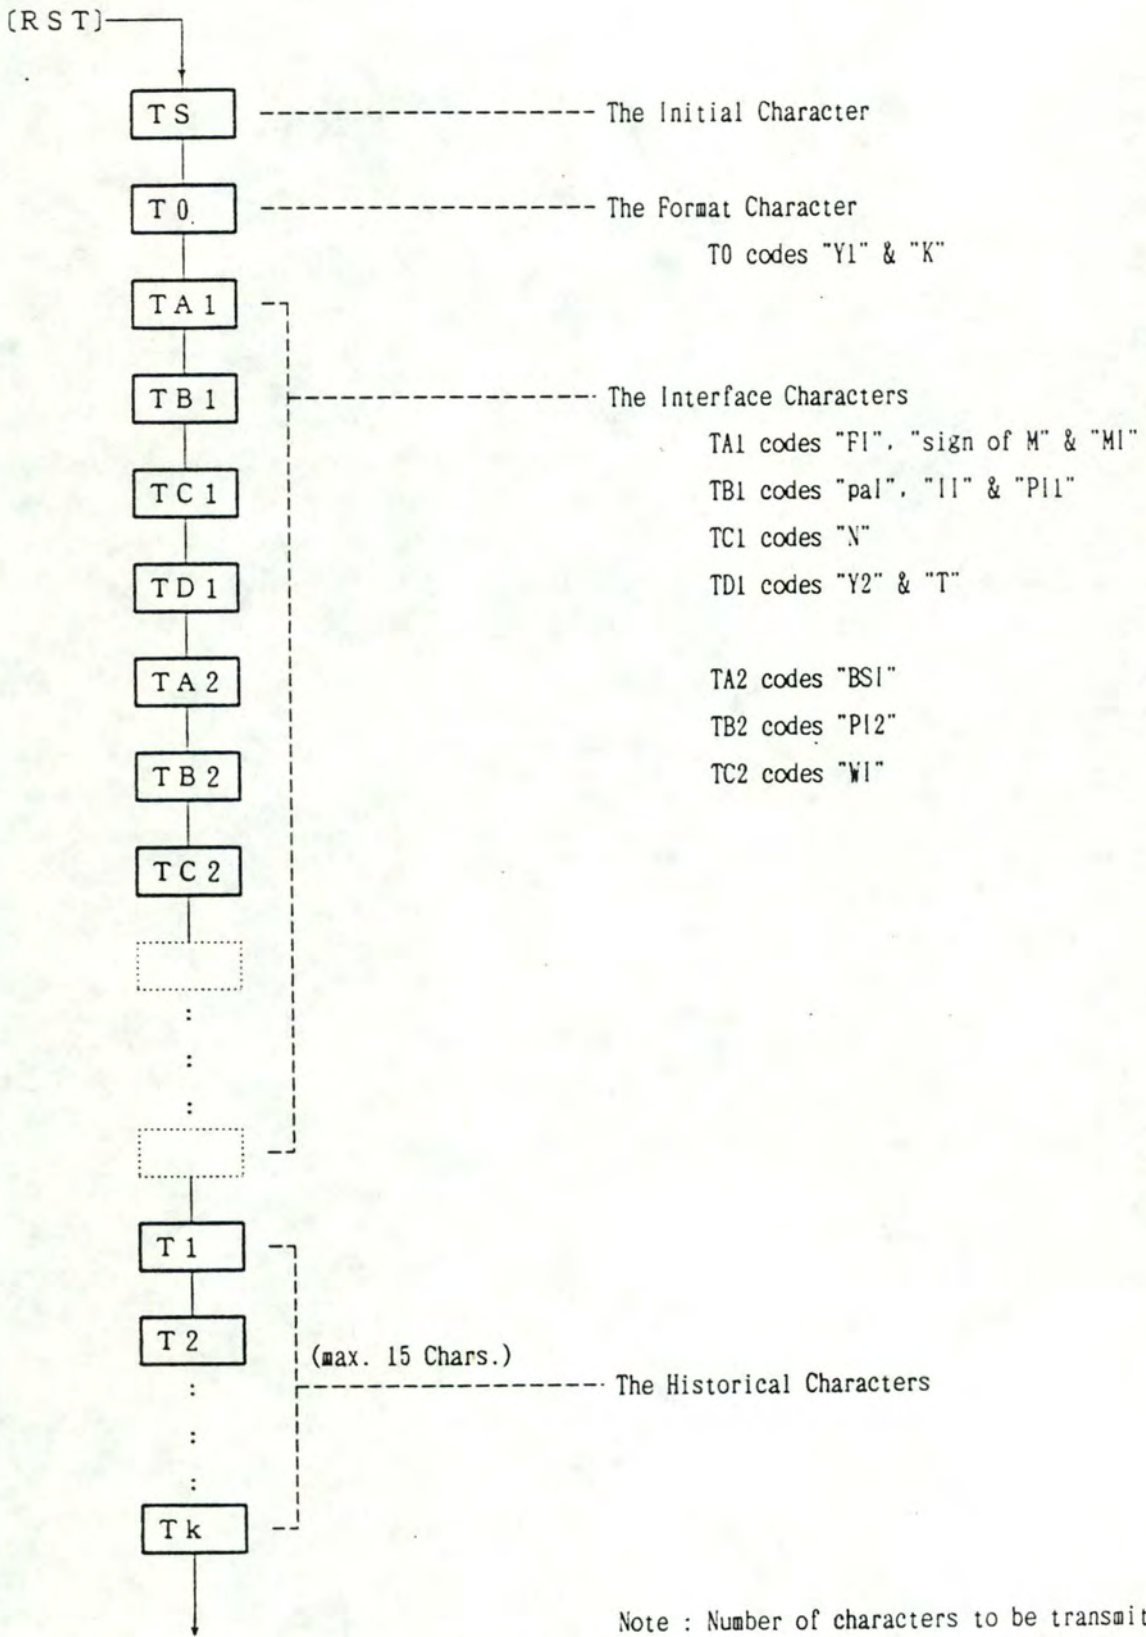 (RST)
TS
The Initial Character
T0
The Format Character
T0 codes "Y1" & "K"
TA1
TB1
The Interface Characters
TA1 codes "FI", "sign of M" & "MI"
TC1
TB1 codes "paI", "II" & "PI1"
TC1 codes "N"
TD1
TD1 codes "Y2" & "T"
TA2
TA2 codes "BSI"
TB2 codes "PI2"
TB2
TC2 codes "WI"
TC2
:
:
:
T1
T2
(max. 15 Chars.)
The Historical Characters
:
:
:
Tk
Note : Number of characters to be transmit